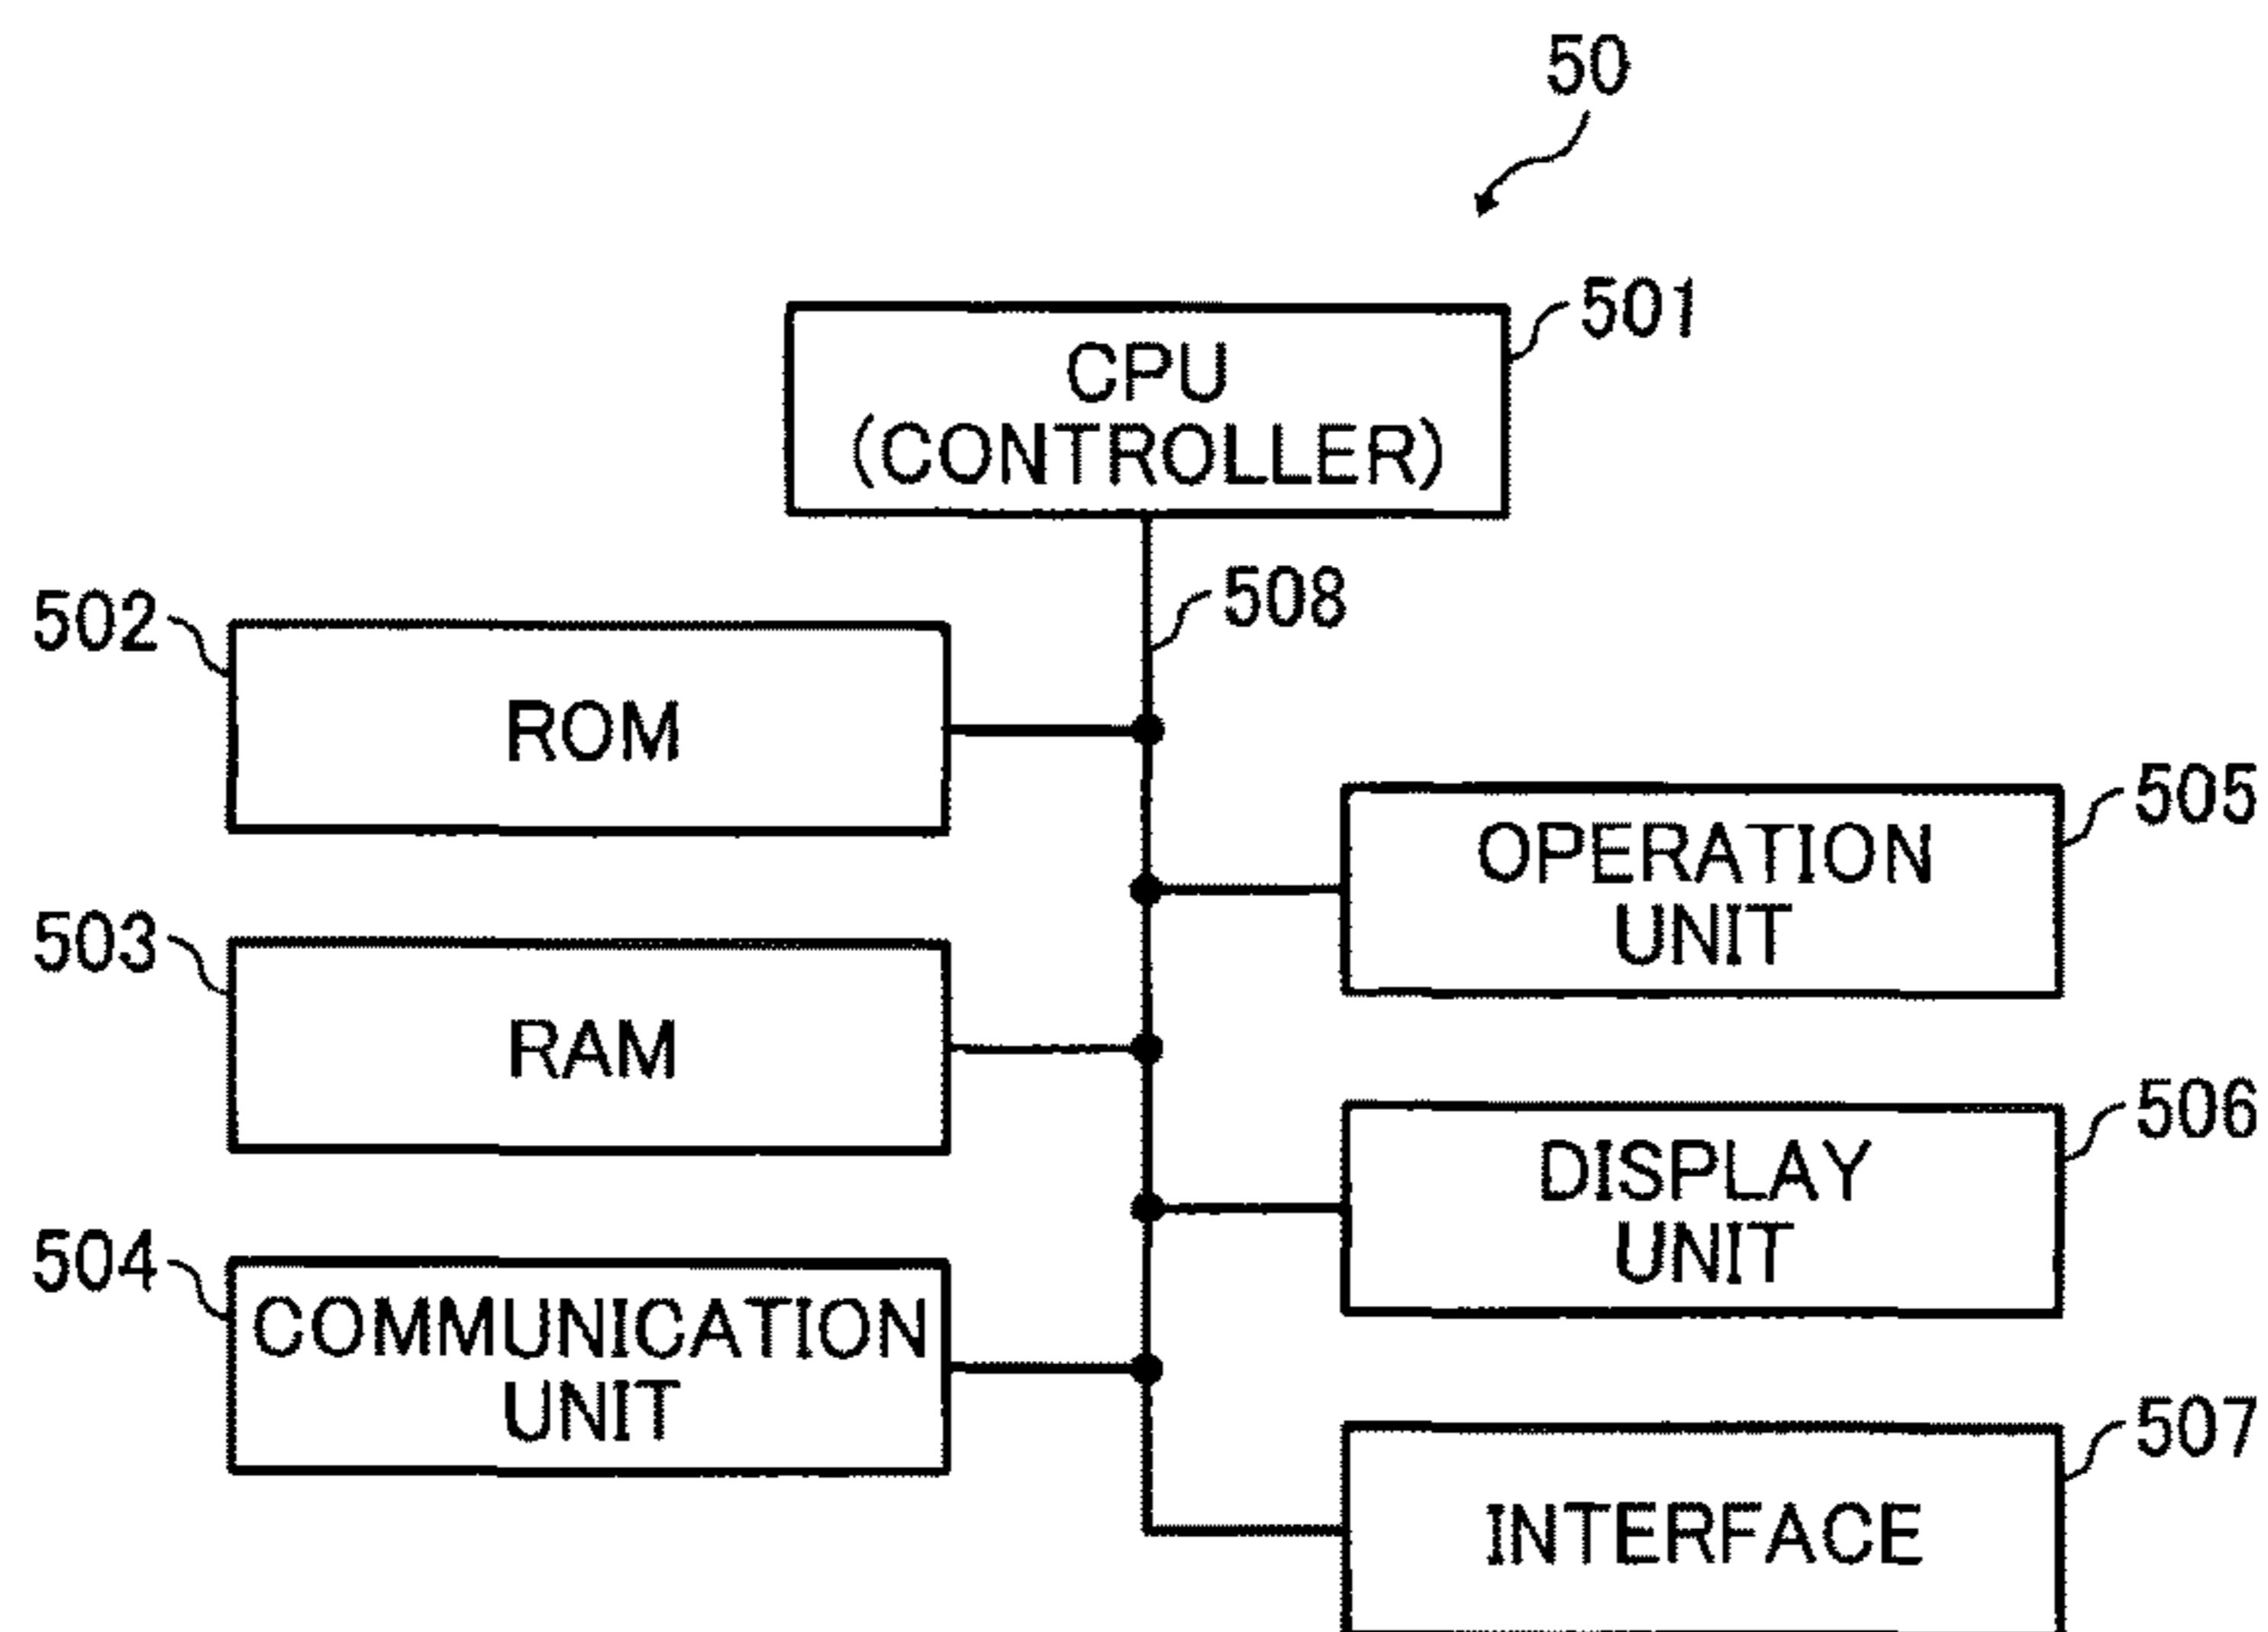 50
501
CPU
(CONTROLLER)
508
502
ROM
505
OPERATION
UNIT
503
RAM
506
DISPLAY
UNIT
504
COMMUNICATION
UNIT
507
INTERFACE